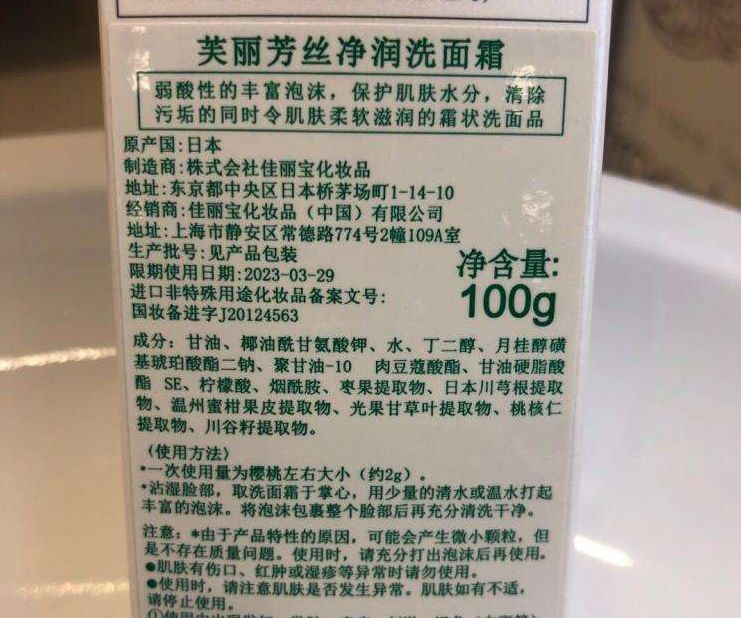 芙丽芳丝净润洗面霜
弱酸性的丰富泡沫，保护肌肤水分，清除
污垢的同时令肌肤柔软滋润的霜状洗面品
原产国:日本
制造商:株式会社佳丽宝化妆品
地址:东京都中央区日本桥茅场町1-14-10
经销商:佳丽宝化妆品（中国）有限公司
地址:上海市静安区常德路774号2幢109A室
生产批号:见产品包装
限期使用日期:2023-03-29
进口非特殊用途化妆品备案文号:
国妆备进字J20124563
净含量:
100g
成分：甘油、椰油酰甘氨酸钾、水、丁二醇、月桂醇磺
基琥珀酸酯二钠、聚甘油-10 肉豆蔻酸酯、甘油硬脂酸
酯 SE、柠檬酸、烟酰胺、枣果提取物、日本川芎根提取
物、温州蜜柑果皮提取物、光果甘草叶提取物、桃核仁
提取物、川谷籽提取物。
（使用方法）
•一次使用量为樱桃左右大小（约2g）。
•沾湿脸部，取洗面霜于掌心，用少量的清水或温水打起
丰富的泡沫。将泡沫包裹整个脸部后再充分清洗干净。
注意：*由于产品特性的原因，可能会产生微小颗粒，但
是不存在质量问题。使用时，请充分打出泡沫后再使用。
●肌肤有伤口、红肿或湿疹等异常时请勿使用。
●使用时，请注意肌肤是否发生异常。肌肤如有不适，
请停止使用。